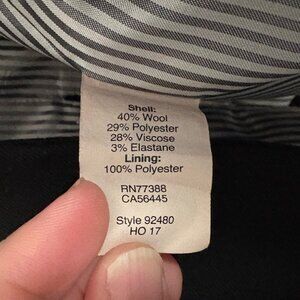 Shell:
40% Wool
29% Polyester
28% Viscose
3% Elastane
Lining:
100% Polyester
RN77388
CA56445
Style 92480
HO 17